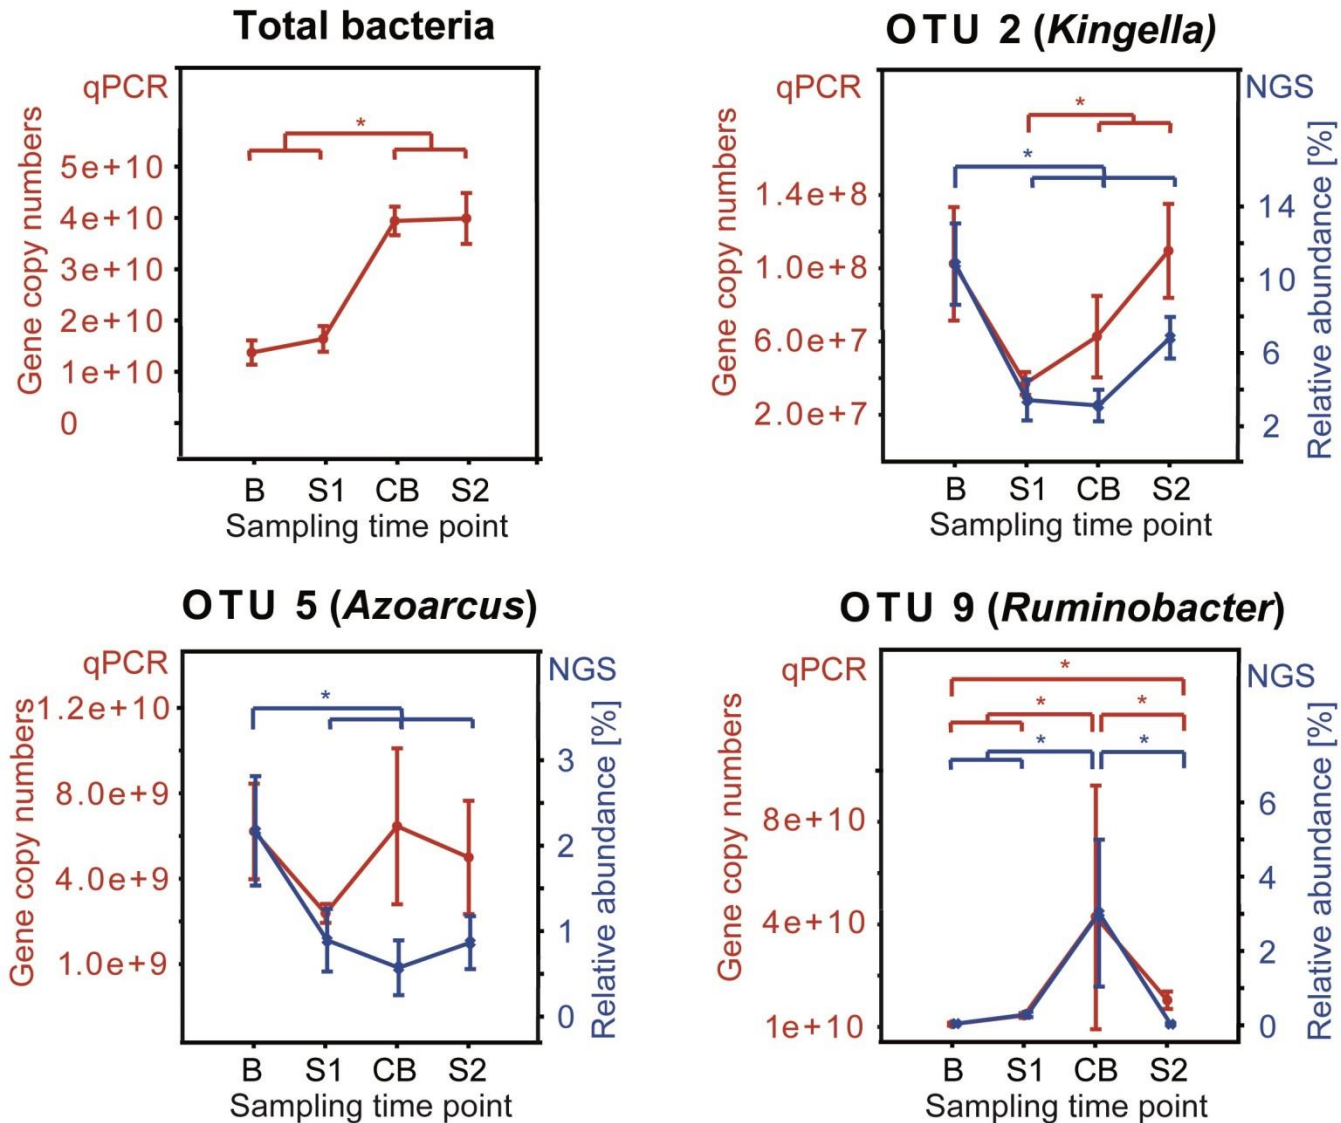 Total bacteria
qPCR
Gene copy numbers
5e+10
4e+10
3e+10
2e+10
1e+10
0
*
B S1 CB S2
Sampling time point
OTU 2 (Kingella)
qPCR
NGS
Gene copy numbers
1.4e+8
1.0e+8
6.0e+7
2.0e+7
*
*
14
10
6
2
Relative abundance [%]
B S1 CB S2
Sampling time point
OTU 5 (Azoarcus)
qPCR
NGS
Gene copy numbers
1.2e+10
8.0e+9
4.0e+9
1.0e+9
*
3
2
1
0
Relative abundance [%]
B S1 CB S2
Sampling time point
OTU 9 (Ruminobacter)
qPCR
NGS
Gene copy numbers
8e+10
4e+10
1e+10
*
* *
* *
6
4
2
0
Relative abundance [%]
B S1 CB S2
Sampling time point